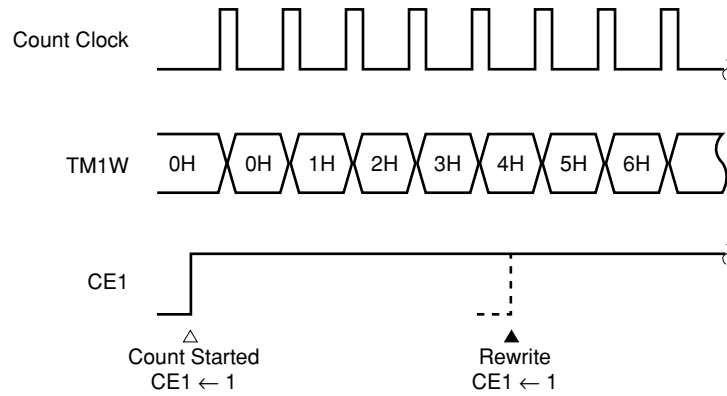 Count Clock
TM1W
0H 0H 1H 2H 3H 4H 5H 6H
CE1
Count Started
CE1 ← 1
Rewrite
CE1 ← 1